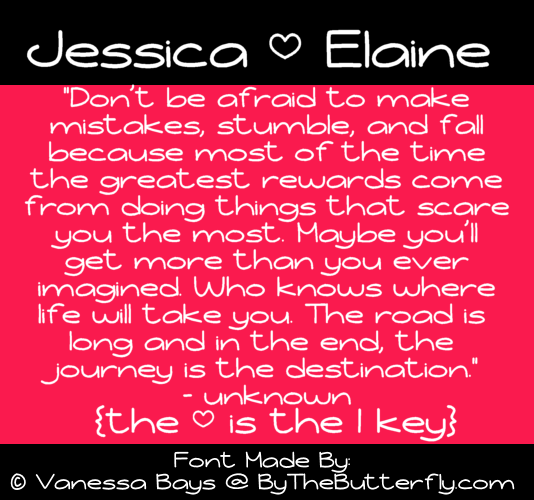 Jessica ♡ Elaine
"Don't be afraid to make
mistakes, stumble, and fall
because most of the time
the greatest rewards come
from doing things that scare
you the most. Maybe you'll
get more than you ever
imagined. Who knows where
life will take you. The road is
long and in the end, the
journey is the destination."
- unknown
{the ♡ is the | key}
Font Made By:
© Vanessa Bays @ ByTheButterfly.com